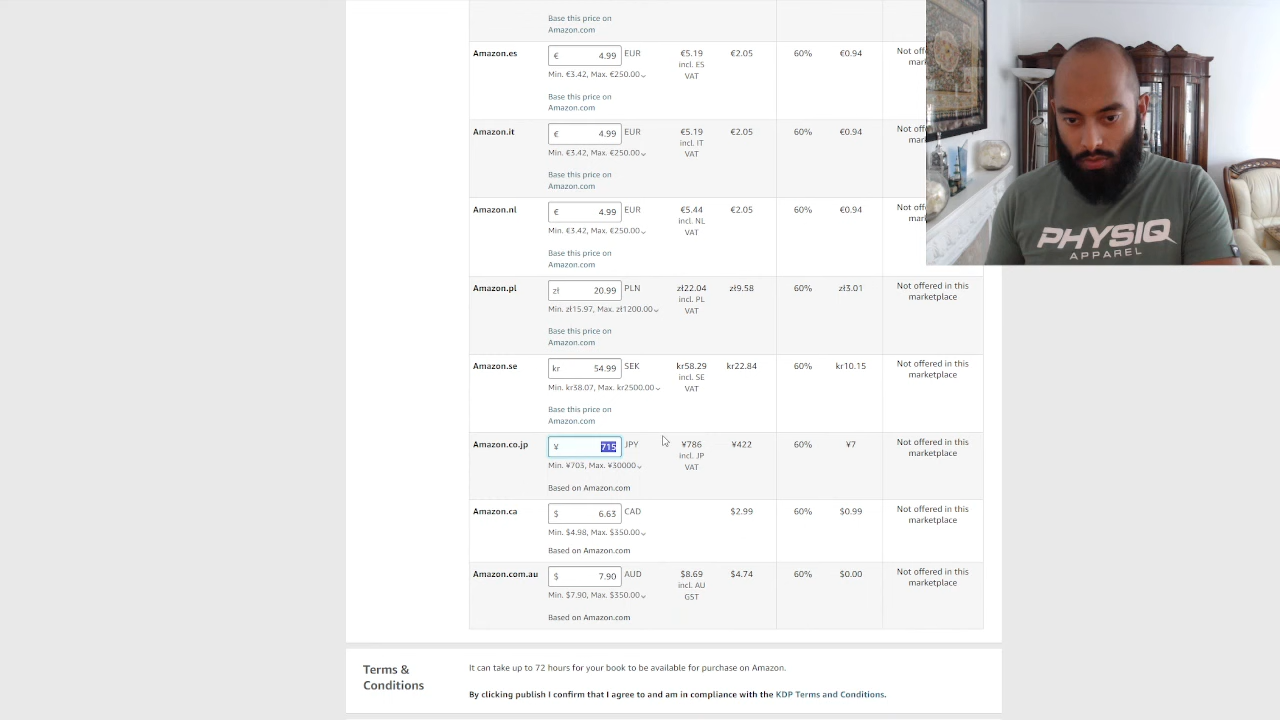 Base this price on
Amazon.com
Amazon.es
€ 4.99 EUR
€5.19
incl. ES
VAT
€2.05
60%
€0.94
Min. €3.42, Max. €250.00
Base this price on
Amazon.com
Amazon.it
€ 4.99 EUR
€5.19
incl. IT
VAT
€2.05
60%
€0.94
Min. €3.42, Max. €250.00
Base this price on
Amazon.com
Amazon.nl
€ 4.99 EUR
€5.44
incl. NL
VAT
€2.05
60%
€0.94
Min. €3.42, Max. €250.00
Base this price on
Amazon.com
Amazon.pl
zł 20.99 PLN
zł22.04
incl. PL
VAT
zł9.58
60%
zł3.01
Not offered in this
marketplace
Min. zł15.97, Max. zł1200.00
Base this price on
Amazon.com
Amazon.se
kr 54.99 SEK
kr58.29
incl. SE
VAT
kr22.84
60%
kr10.15
Not offered in this
marketplace
Min. kr38.07, Max. kr2500.00
Base this price on
Amazon.com
Amazon.co.jp
¥ 715 JPY
¥786
incl. JP
VAT
¥422
60%
¥7
Not offered in this
marketplace
Min. ¥703, Max. ¥30000
Based on Amazon.com
Amazon.ca
$ 6.63 CAD
$2.99
60%
$0.99
Not offered in this
marketplace
Min. $4.98, Max. $350.00
Based on Amazon.com
Amazon.com.au
$ 7.90 AUD
$8.69
incl. AU
GST
$4.74
60%
$0.00
Not offered in this
marketplace
Min. $7.90, Max. $350.00
Based on Amazon.com
Terms &
Conditions
It can take up to 72 hours for your book to be available for purchase on Amazon.
By clicking publish I confirm that I agree to and am in compliance with the KDP Terms and Conditions.
PHYSIQ
APPAREL